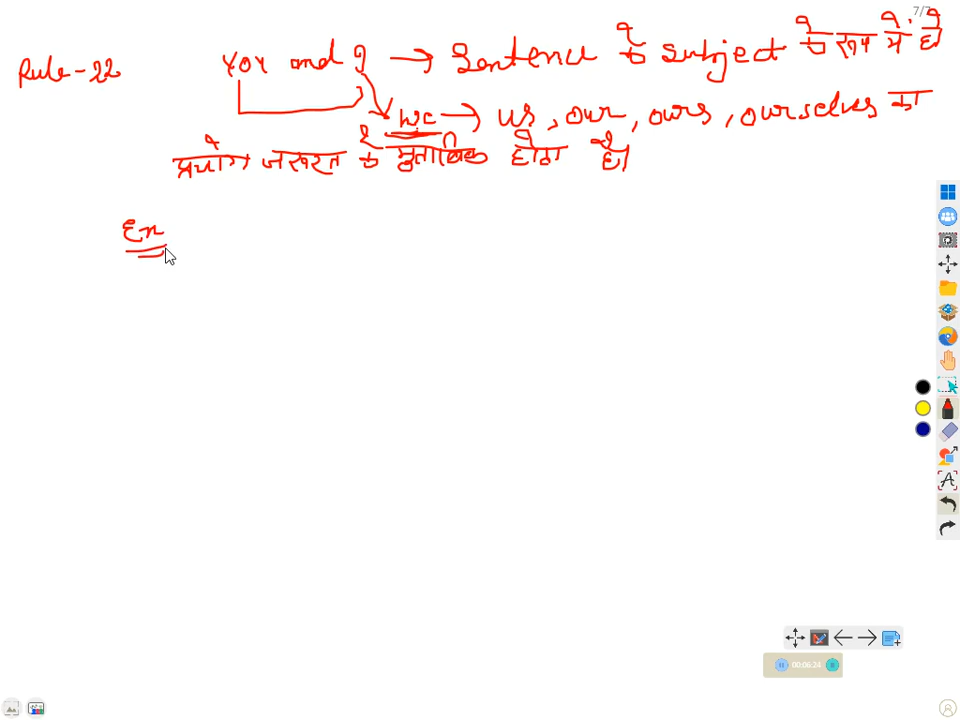 7/7
Rule-22 You and I → Sentence के subject के रूप में हो
we → us, our, ours, ourselves का
प्रयोग जरूरत के मुताबिक होता है।
Ex
00:06:24